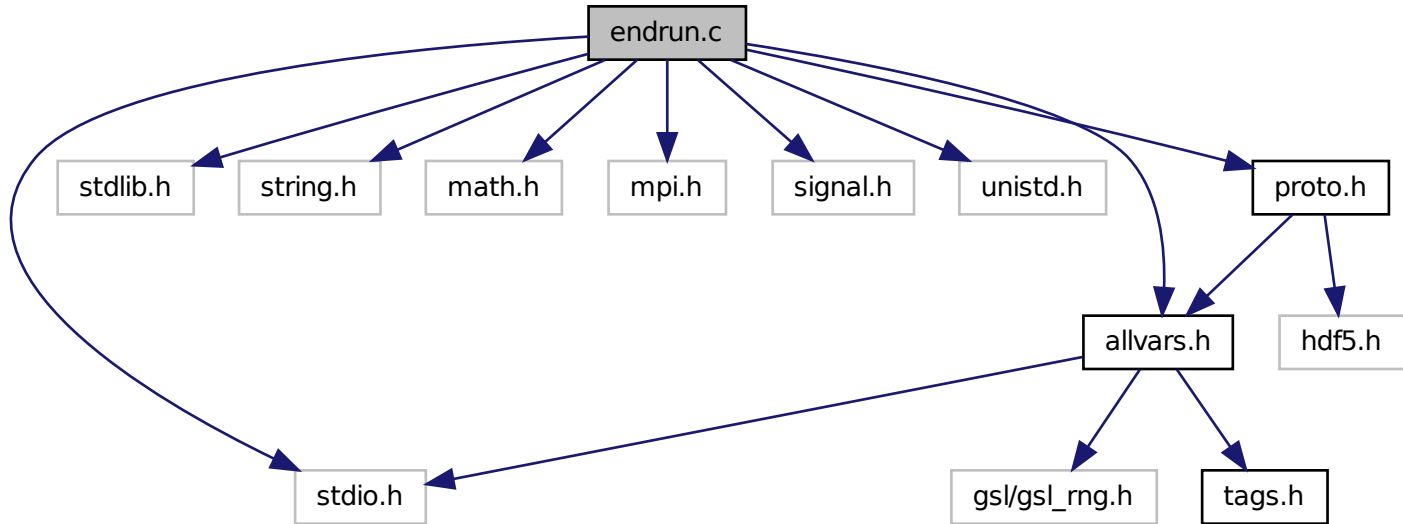 endrun.c
stdlib.h
string.h
math.h
mpi.h
signal.h
unistd.h
proto.h
allvars.h
hdf5.h
stdio.h
gsl/gsl_rng.h
tags.h